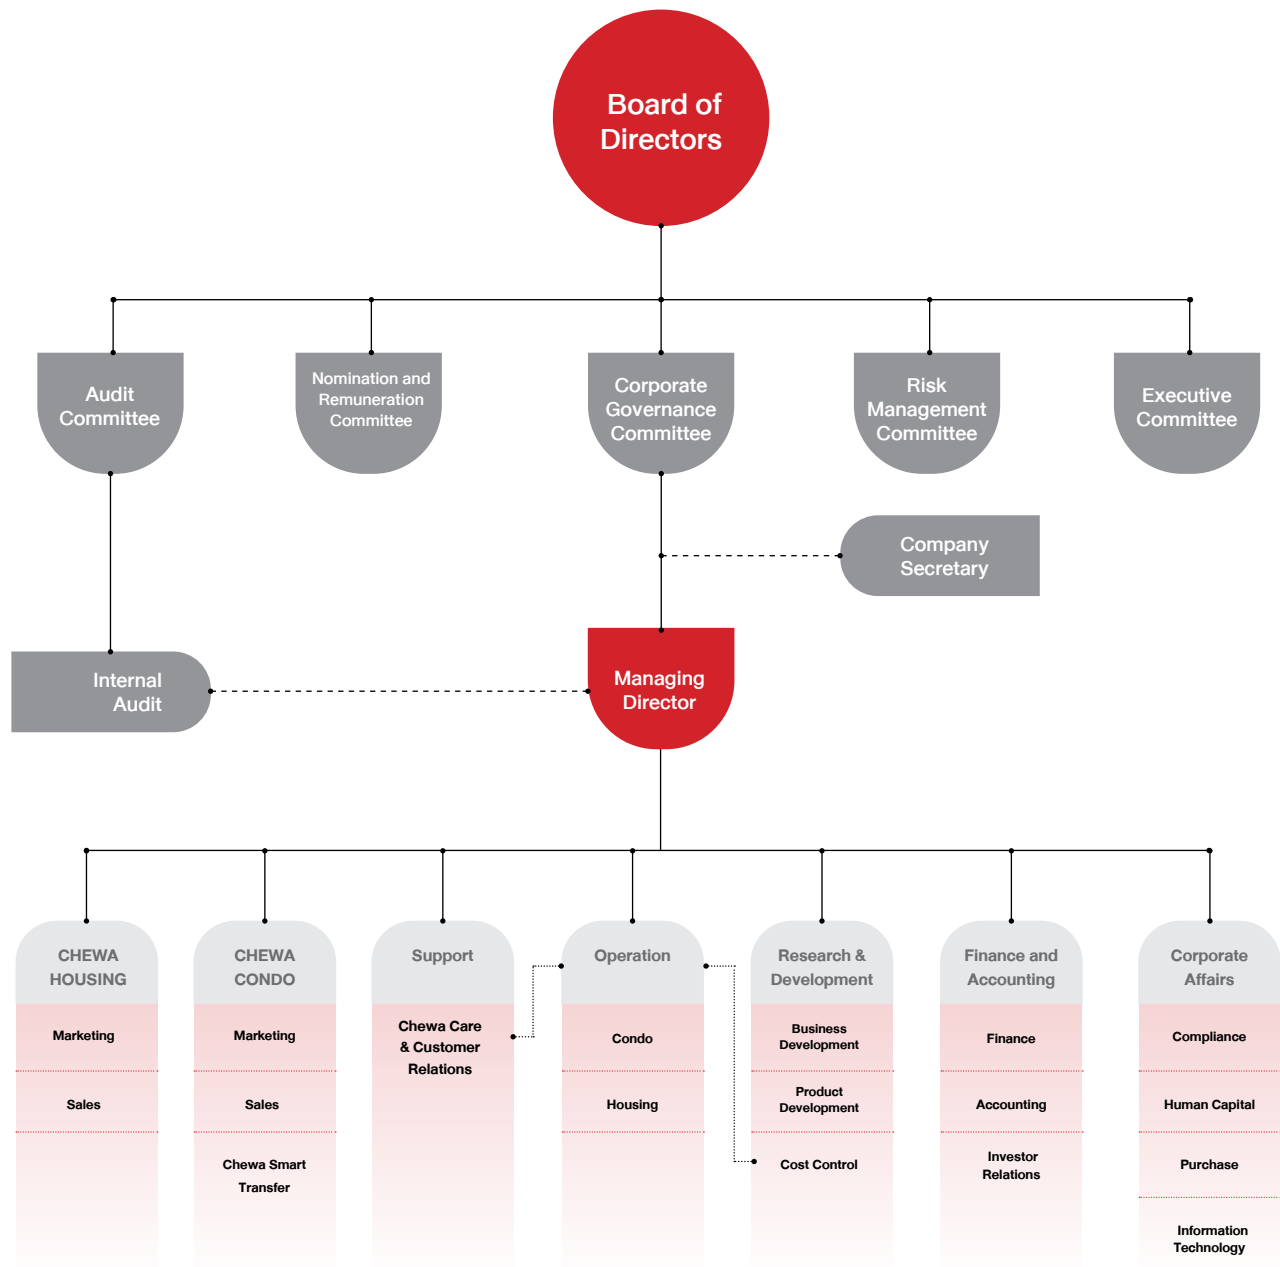 Board of
Directors
Audit
Committee
Nomination and
Remuneration
Committee
Corporate
Governance
Committee
Risk
Management
Committee
Executive
Committee
Company
Secretary
Internal
Audit
Managing
Director
CHEWA
HOUSING
Marketing
Sales
CHEWA
CONDO
Marketing
Sales
Chewa Smart
Transfer
Support
Chewa Care
& Customer
Relations
Operation
Condo
Housing
Research &
Development
Business
Development
Product
Development
Cost Control
Finance and
Accounting
Finance
Accounting
Investor
Relations
Corporate
Affairs
Compliance
Human Capital
Purchase
Information
Technology